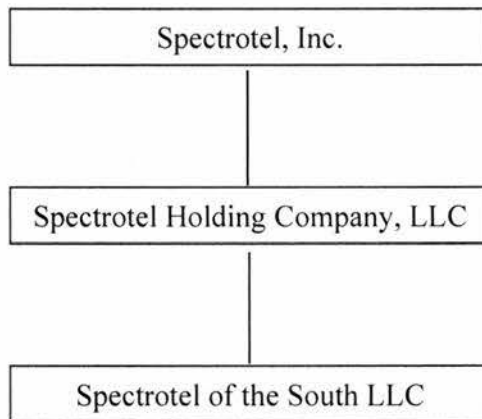 Spectrotel, Inc.
Spectrotel Holding Company, LLC
Spectrotel of the South LLC